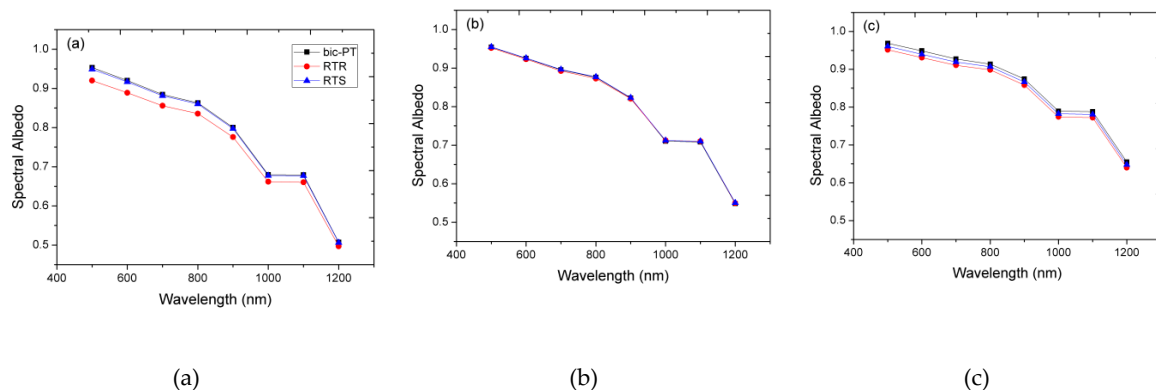 (a)
bic-PT
RTR
RTS
1.0
0.9
0.8
0.7
0.6
0.5
Spectral Albedo
400 600 800 1000 1200
Wavelength (nm)
(b)
1.0
0.9
0.8
0.7
0.6
0.5
Spectral Albedo
400 600 800 1000 1200
Wavelength (nm)
(c)
1.0
0.9
0.8
0.7
0.6
0.5
Spectral Albedo
400 600 800 1000 1200
Wavelength (nm)
(a) (b) (c)